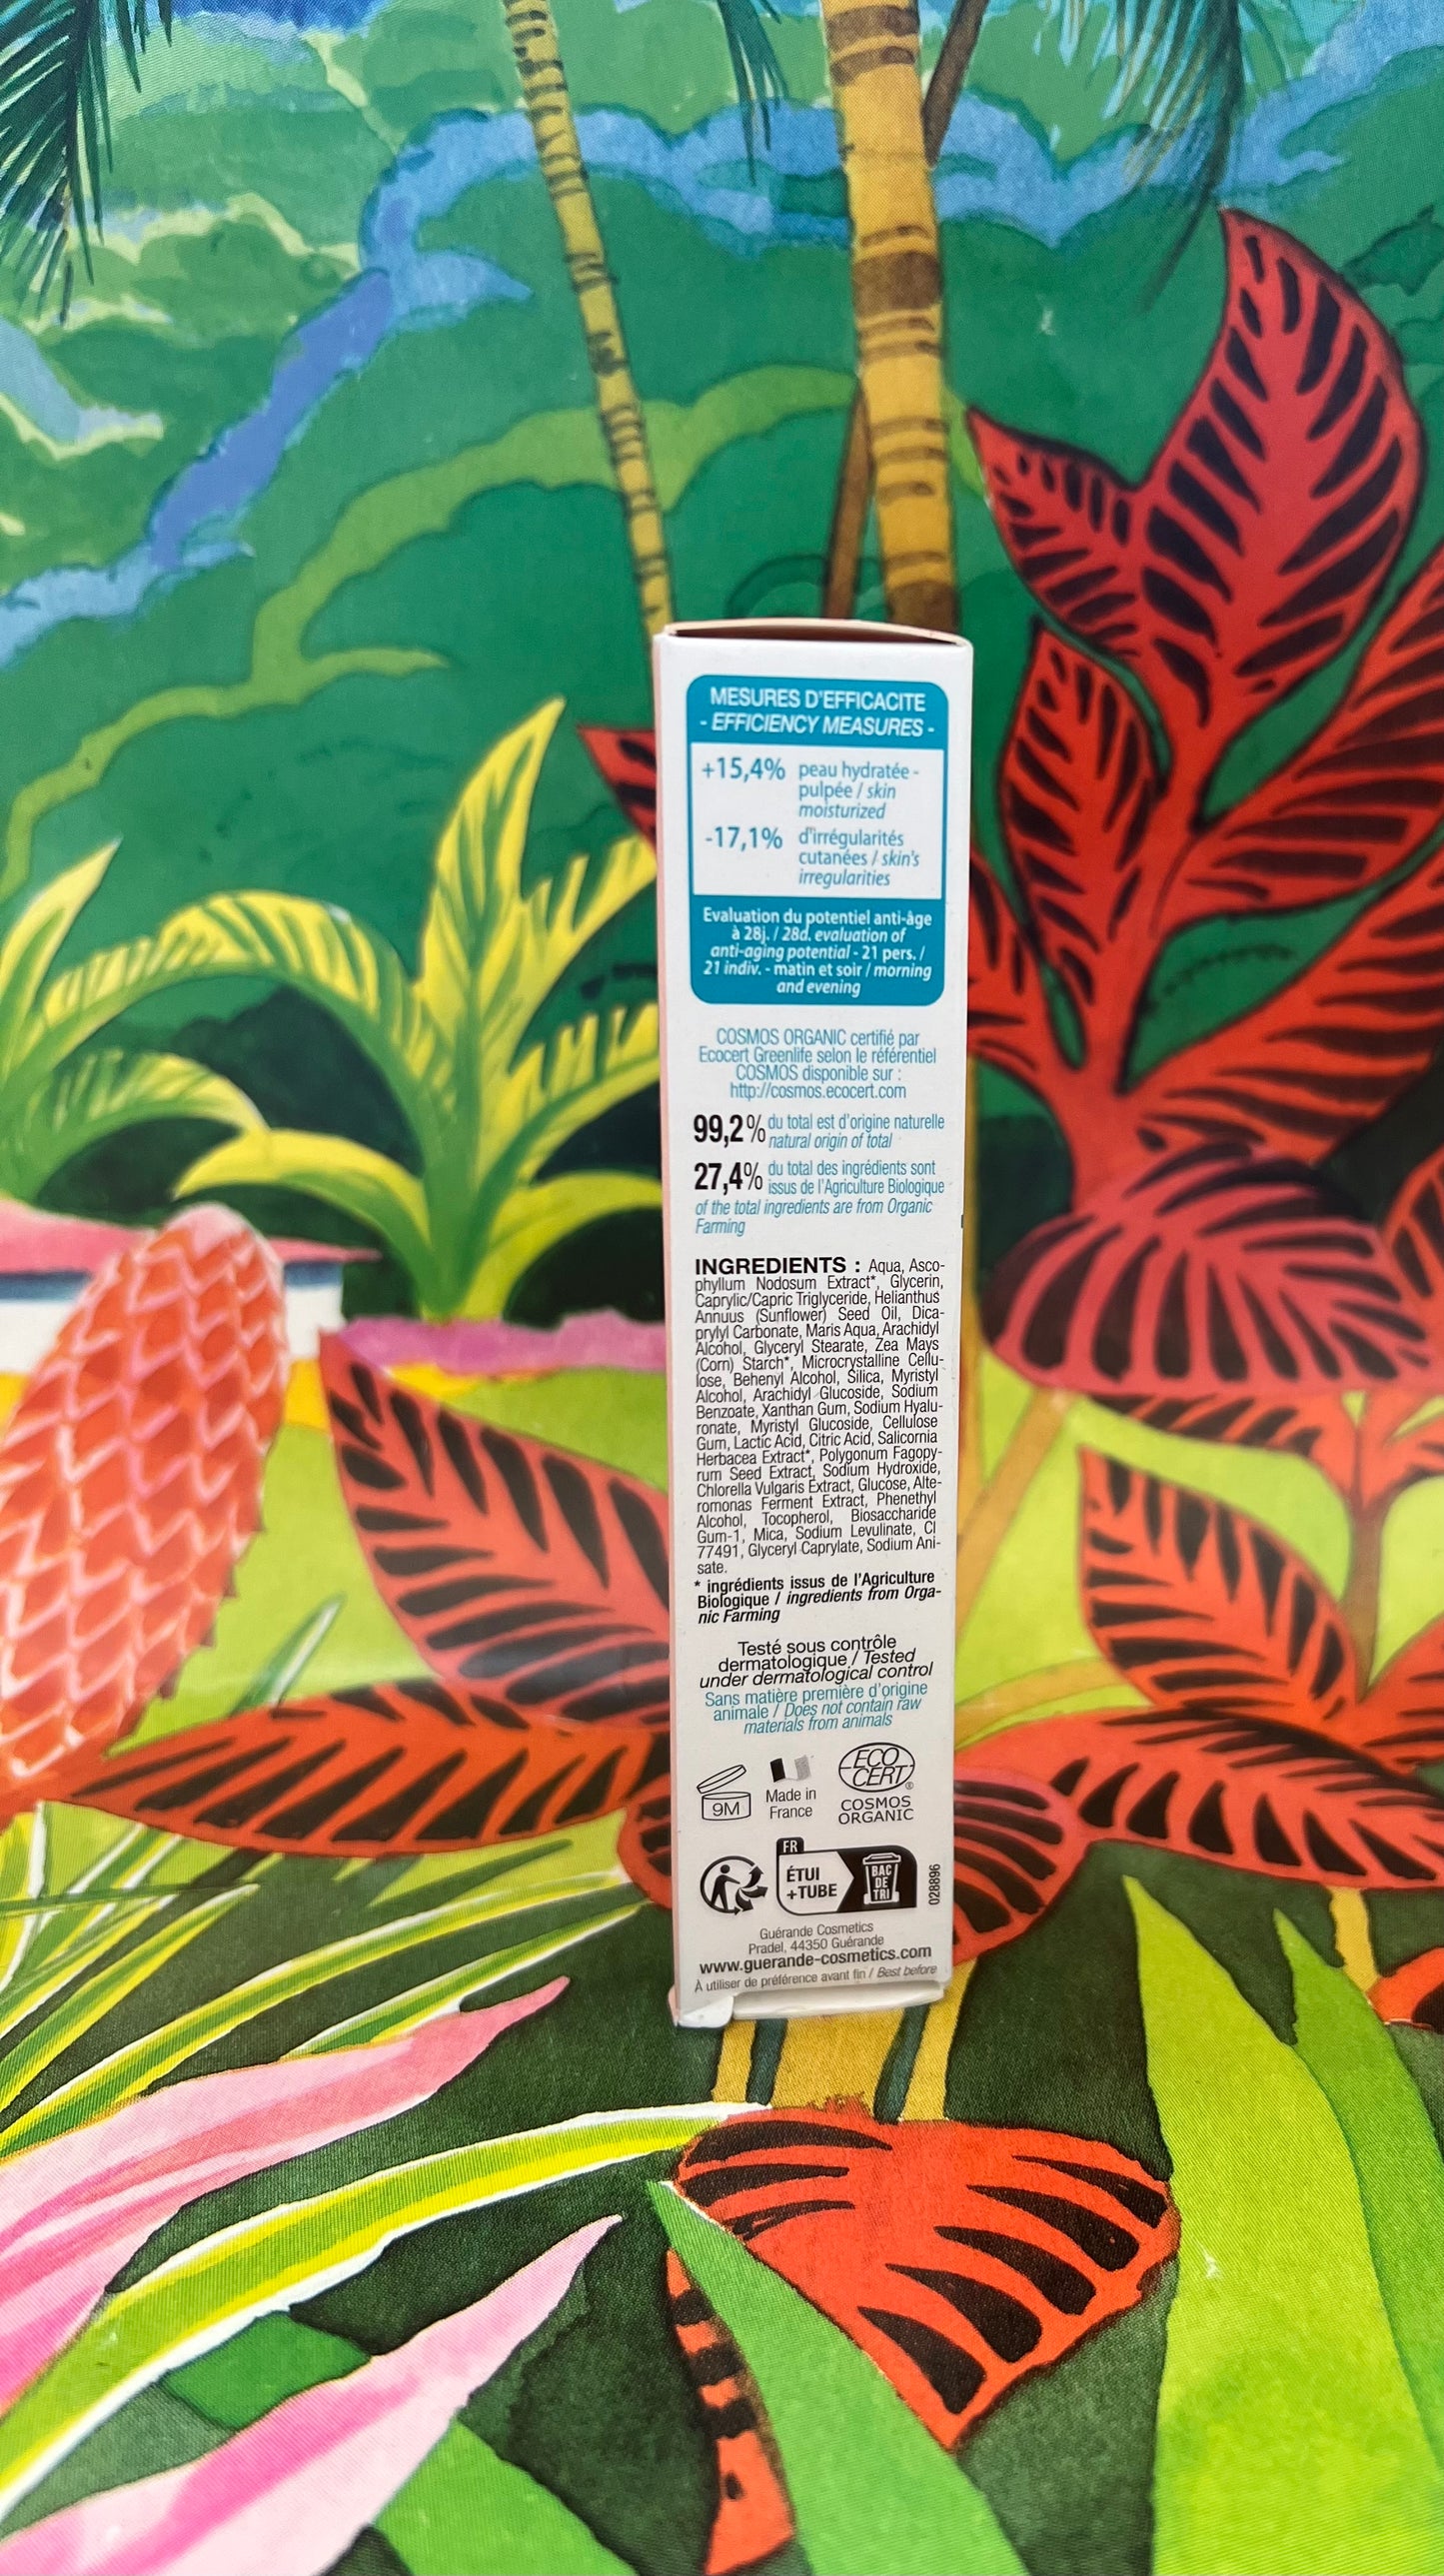 MESURES D'EFFICACITE
- EFFICIENCY MEASURES -
+15,4% peau hydratée -
pulpée / skin
moisturized
-17,1% d'irrégularités
cutanées / skin's
irregularities
Evaluation du potentiel anti-âge
à 28j. / 28d. evaluation of
anti-aging potential - 21 pers. /
21 indiv. - matin et soir / morning
and evening
COSMOS ORGANIC certifié par
Ecocert Greenlife selon le référentiel
COSMOS disponible sur :
http://cosmos.ecocert.com
99,2% du total est d'origine naturelle
natural origin of total
27,4% du total des ingrédients sont
issus de l'Agriculture Biologique
of the total ingredients are from Organic
Farming
INGREDIENTS : Aqua, Asco-
phyllum Nodosum Extract*, Glycerin,
Caprylic/Capric Triglyceride, Helianthus
Annuus (Sunflower) Seed Oil, Dica-
prylyl Carbonate, Maris Aqua, Arachidyl
Alcohol, Glyceryl Stearate, Zea Mays
(Corn) Starch*, Microcrystalline Cellu-
lose, Behenyl Alcohol, Silica, Myristyl
Alcohol, Arachidyl Glucoside, Sodium
Benzoate, Xanthan Gum, Sodium Hyalu-
ronate, Myristyl Glucoside, Cellulose
Gum, Lactic Acid, Citric Acid, Salicornia
Herbacea Extract*, Polygonum Fagopy-
rum Seed Extract, Sodium Hydroxide,
Chlorella Vulgaris Extract, Glucose, Alte-
romonas Ferment Extract, Phenethyl
Alcohol, Tocopherol, Biosaccharide
Gum-1, Mica, Sodium Levulinate, CI
77491, Glyceryl Caprylate, Sodium Ani-
sate.
* ingrédients issus de l'Agriculture
Biologique / ingredients from Orga-
nic Farming
Testé sous contrôle
dermatologique / Tested
under dermatological control
Sans matière première d'origine
animale / Does not contain raw
materials from animals
9M
Made in
France
ECO
CERT®
COSMOS
ORGANIC
FR
ÉTUI
+TUBE
BAC
DE
TRI
028896
Guérande Cosmetics
Pradel, 44350 Guérande
www.guerande-cosmetics.com
À utiliser de préférence avant fin / Best before